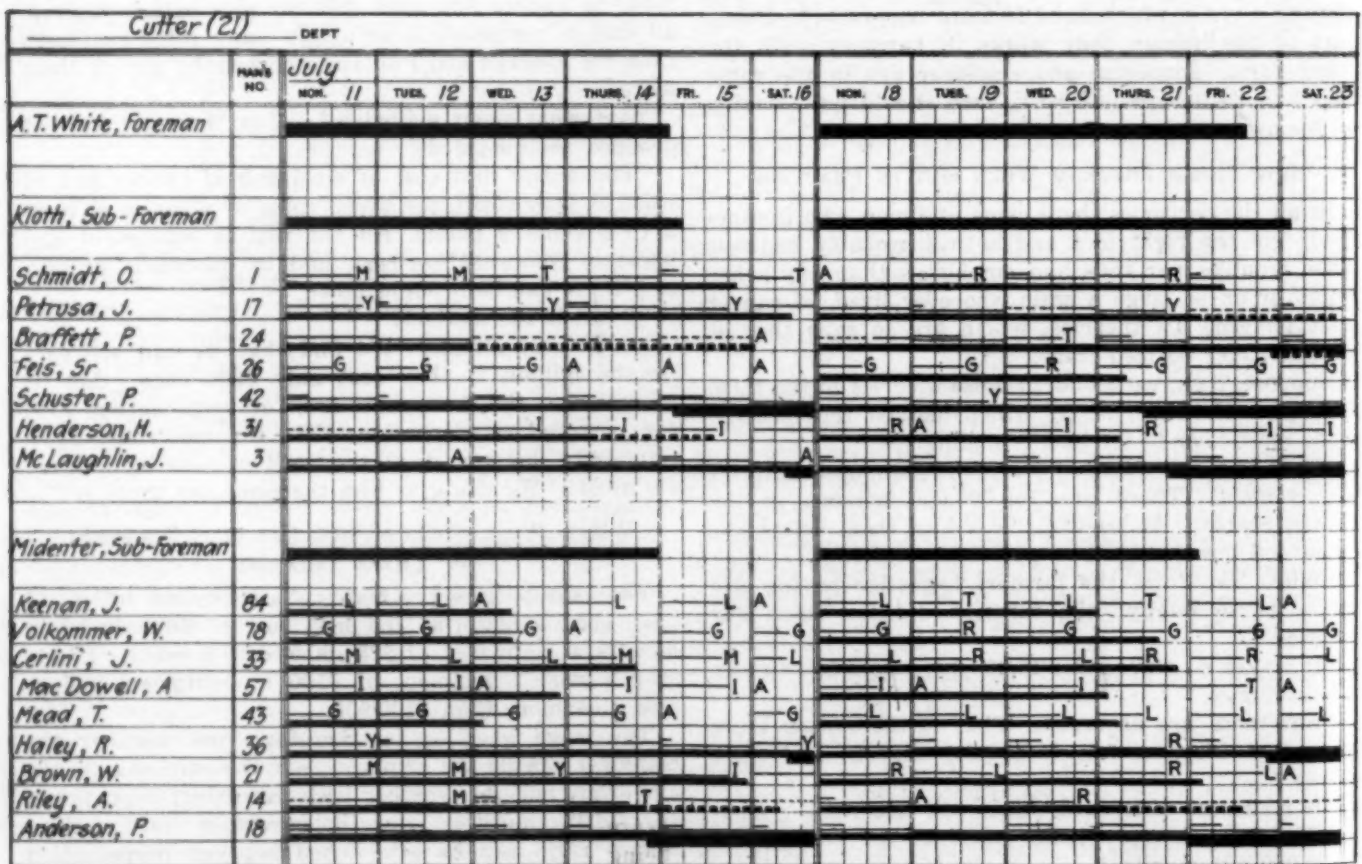 Cutter (21) DEPT
MAN'S NO. July
MON. 11 TUES. 12 WED. 13 THURS. 14 FRI. 15 SAT. 16 MON. 18 TUES. 19 WED. 20 THURS. 21 FRI. 22 SAT. 23
A. T. White, Foreman
Kloth, Sub-Foreman
Schmidt, O. 1 M M T T A R R
Petrusa, J. 17 Y Y Y Y
Braffett, P. 24 A T
Feis, Sr 26 G G G A A A G G R G G G
Schuster, P. 42 Y
Henderson, H. 31 I I I R A I R I I
McLaughlin, J. 3 A A
Midenter, Sub-Foreman
Keenan, J. 84 L L A L L A L T L T L A
Volkommer, W. 78 G G G A G G G R G G G G
Cerlini, J. 33 M L L M M L L R L R R L
MacDowell, A 57 I I A I I A I A I T A
Mead, T. 43 G G G G A G L L L L L L
Haley, R. 36 Y Y R
Brown, W. 21 M M Y I R L R L A
Riley, A. 14 M T A R
Anderson, P. 18